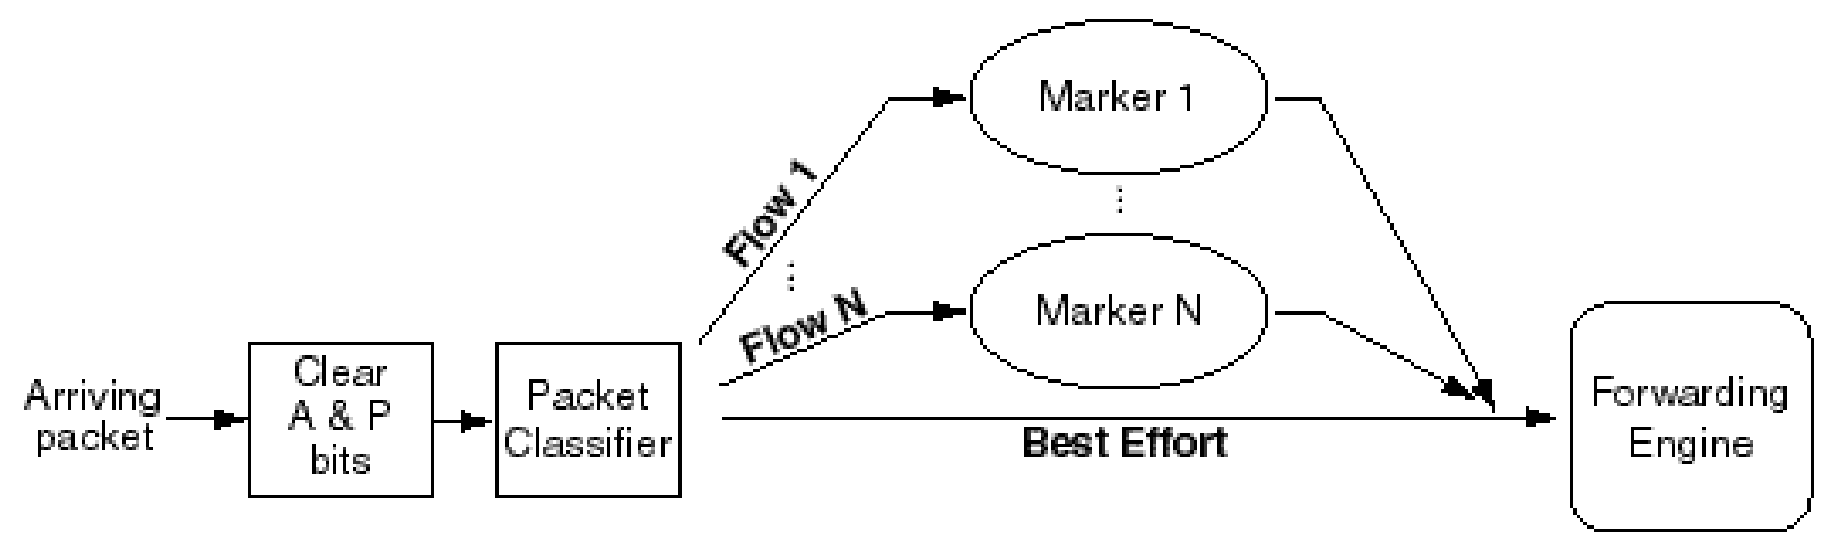 Arriving
packet
Clear
A & P
bits
Packet
Classifier
Flow 1
Flow N
Marker 1
Marker N
Best Effort
Forwarding
Engine